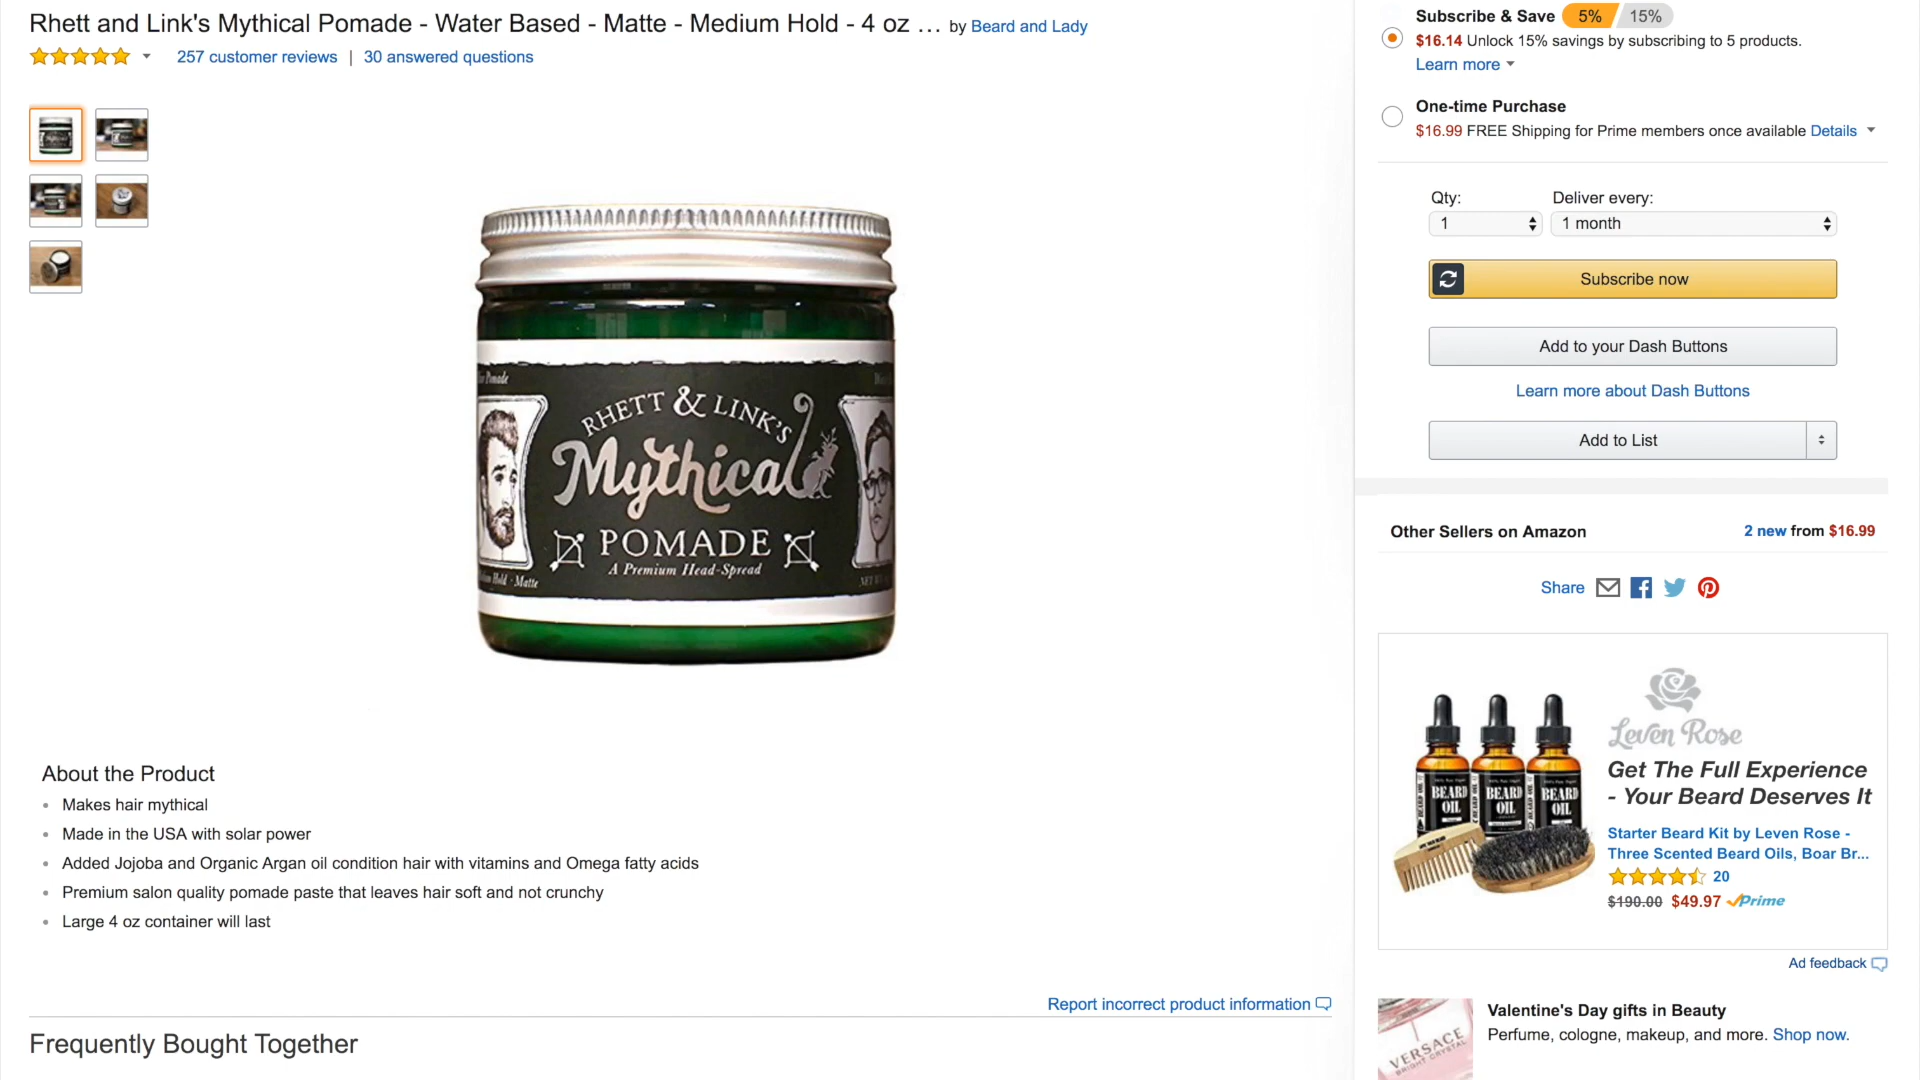 Rhett and Link's Mythical Pomade - Water Based - Matte - Medium Hold - 4 oz ... by Beard and Lady
257 customer reviews | 30 answered questions
RHETT & LINK'S
Mythical
POMADE
A Premium Head-Spread
Hold · Matte
About the Product
Makes hair mythical
Made in the USA with solar power
Added Jojoba and Organic Argan oil condition hair with vitamins and Omega fatty acids
Premium salon quality pomade paste that leaves hair soft and not crunchy
Large 4 oz container will last
Report incorrect product information
Frequently Bought Together
Subscribe & Save 5% 15%
$16.14 Unlock 15% savings by subscribing to 5 products.
Learn more
One-time Purchase
$16.99 FREE Shipping for Prime members once available Details
Qty: Deliver every:
1 1 month
Subscribe now
Add to your Dash Buttons
Learn more about Dash Buttons
Add to List
Other Sellers on Amazon 2 new from $16.99
Share
Leven Rose
BEARD OIL
BEARD OIL
BEARD OIL
Get The Full Experience
- Your Beard Deserves It
Starter Beard Kit by Leven Rose -
Three Scented Beard Oils, Boar Br...
20
$190.00 $49.97 Prime
Ad feedback
VERSACE
BRIGHT CRYSTAL
Valentine's Day gifts in Beauty
Perfume, cologne, makeup, and more. Shop now.